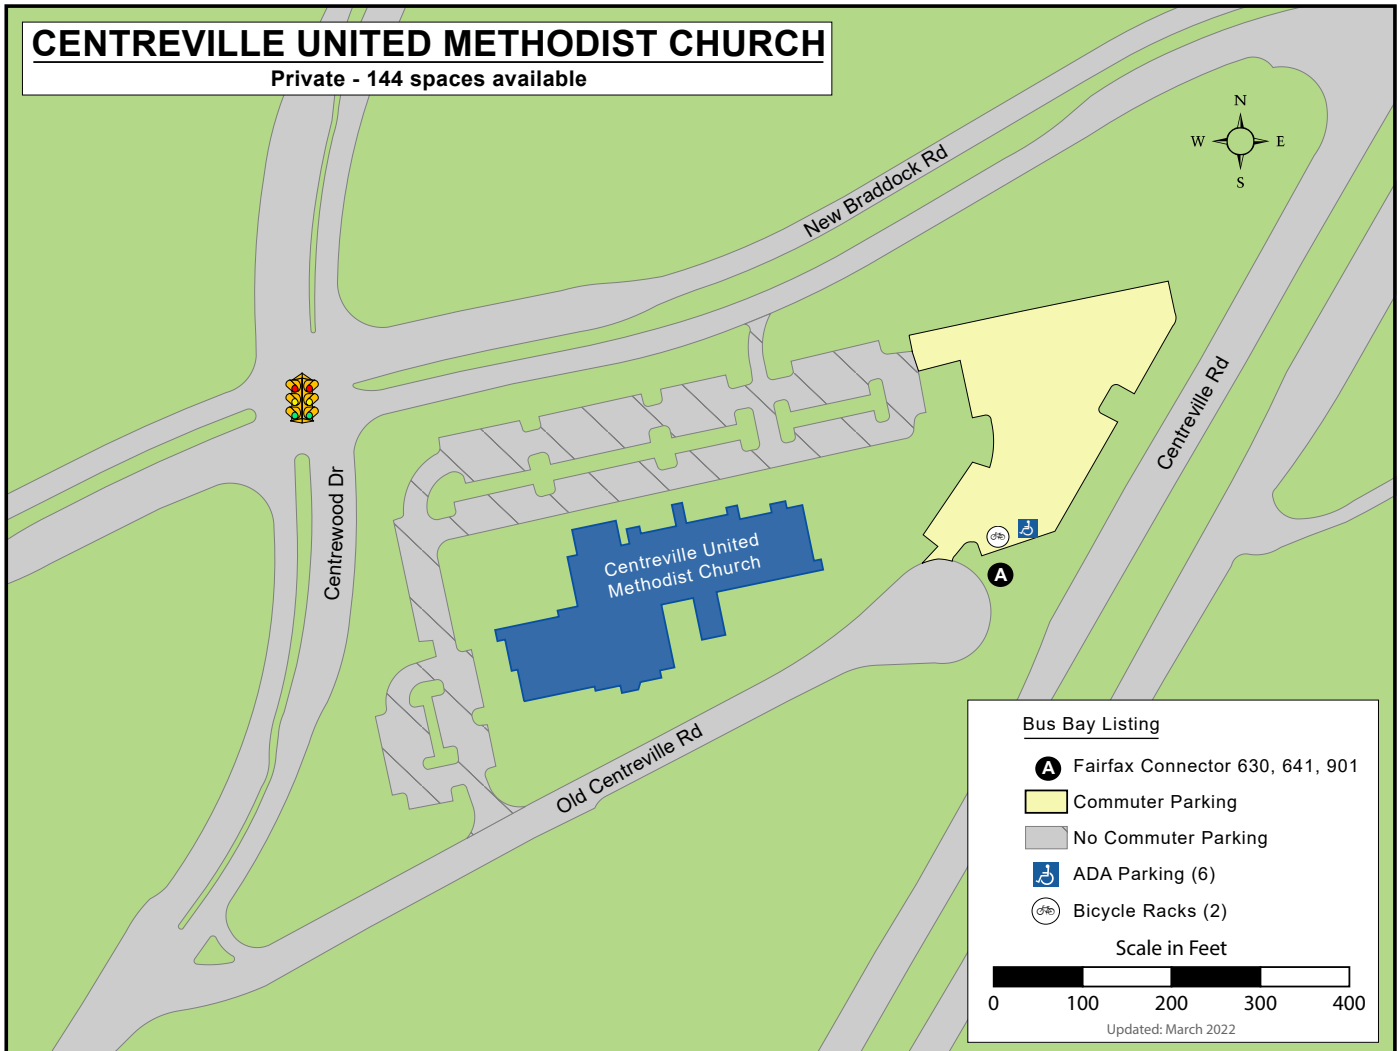 CENTREVILLE UNITED METHODIST CHURCH
Private - 144 spaces available
N
W E
S
New Braddock Rd
Centreville Rd
Centrewood Dr
Centreville United
Methodist Church
A
Old Centreville Rd
Bus Bay Listing
A Fairfax Connector 630, 641, 901
Commuter Parking
No Commuter Parking
ADA Parking (6)
Bicycle Racks (2)
Scale in Feet
0 100 200 300 400
Updated: March 2022